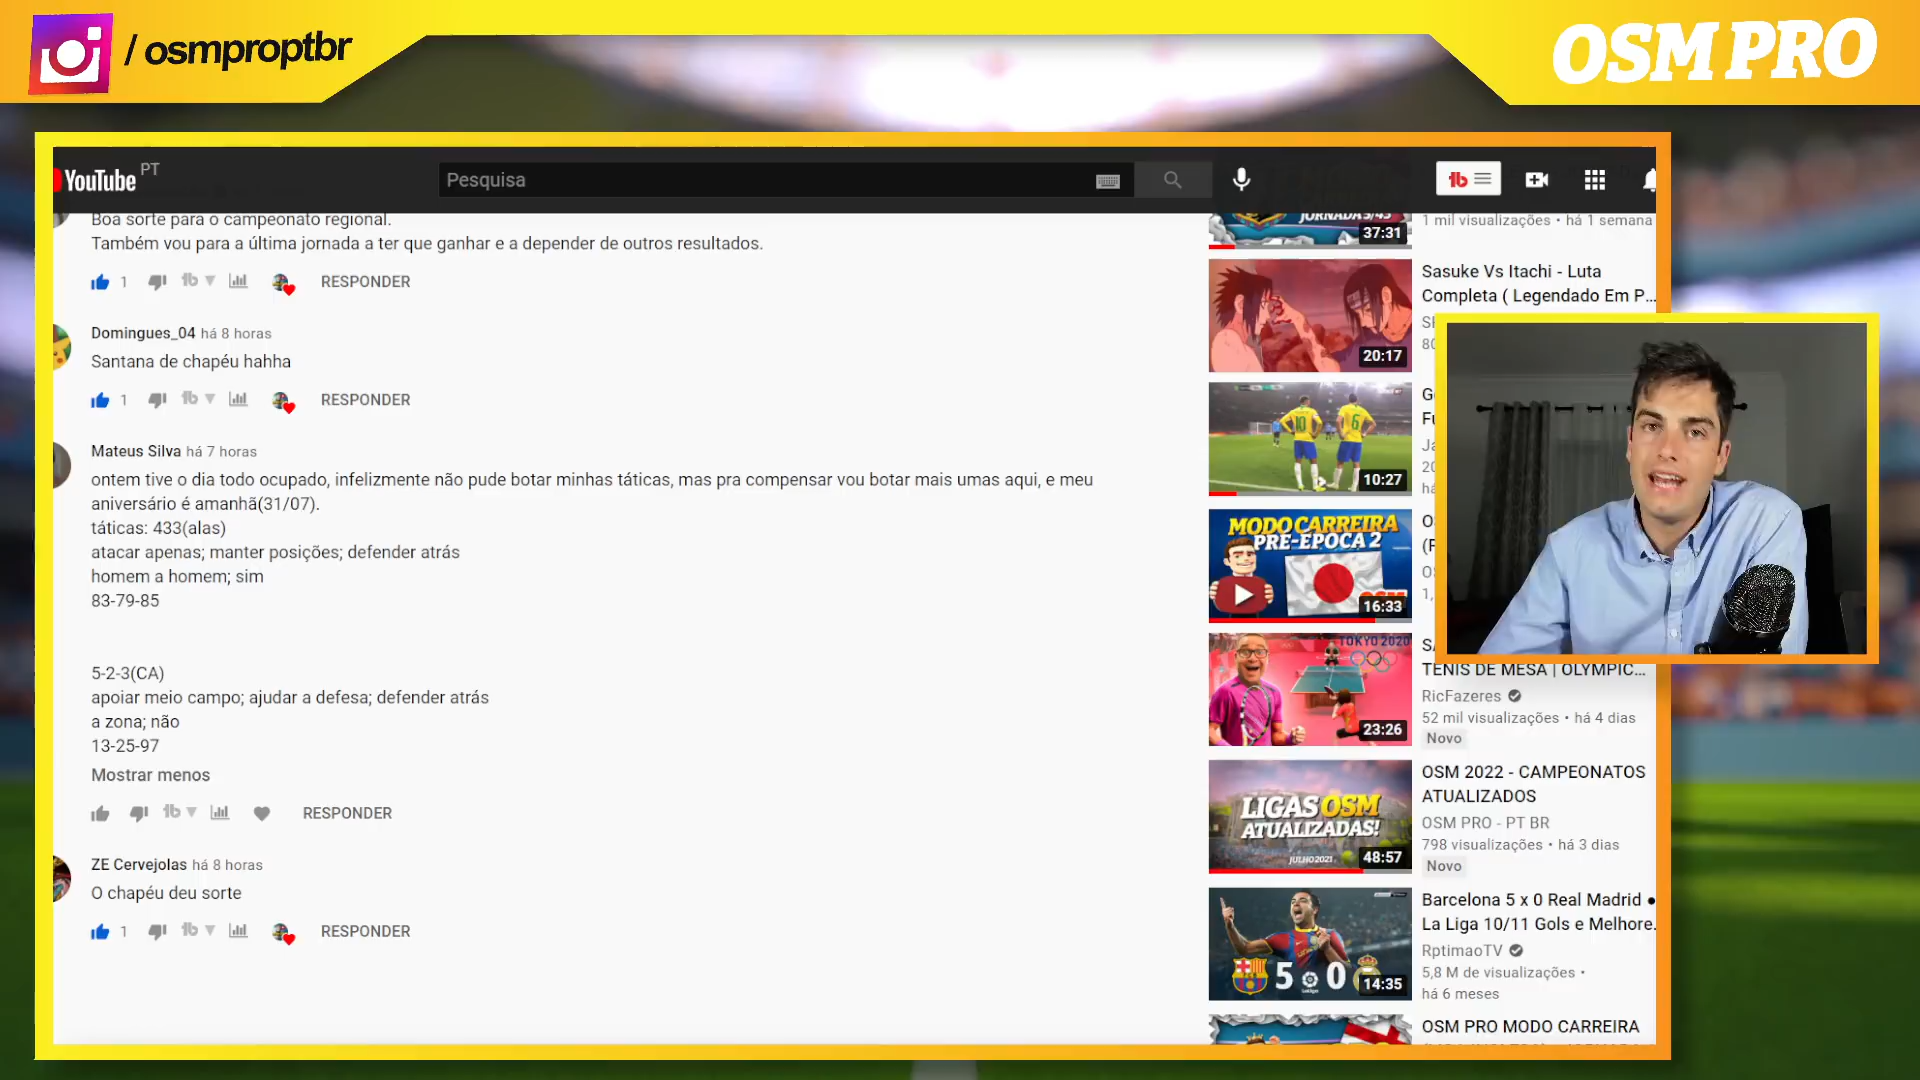 / osmproptbr
OSM PRO
YouTube PT
Pesquisa
Boa sorte para o campeonato regional.
Também vou para a última jornada a ter que ganhar e a depender de outros resultados.
1
RESPONDER
Domingues_04 há 8 horas
Santana de chapéu hahha
1
RESPONDER
Mateus Silva há 7 horas
ontem tive o dia todo ocupado, infelizmente não pude botar minhas táticas, mas pra compensar vou botar mais umas aqui, e meu
aniversário é amanhã(31/07).
táticas: 433(alas)
atacar apenas; manter posições; defender atrás
homem a homem; sim
83-79-85
5-2-3(CA)
apoiar meio campo; ajudar a defesa; defender atrás
a zona; não
13-25-97
Mostrar menos
RESPONDER
ZE Cervejolas há 8 horas
O chapéu deu sorte
1
RESPONDER
37:31
1 mil visualizações • há 1 semana
20:17
Sasuke Vs Itachi - Luta
Completa ( Legendado Em P...
10:27
10
6
MODO CARREIRA
PRÉ-ÉPOCA 2
16:33
TOKYO 2020
23:26
TENIS DE MESA | OLYMPIC...
RicFazeres
52 mil visualizações • há 4 dias
Novo
LIGAS OSM
ATUALIZADAS!
JULHO 2021
48:57
OSM 2022 - CAMPEONATOS
ATUALIZADOS
OSM PRO - PT BR
798 visualizações • há 3 dias
Novo
5 0
14:35
Barcelona 5 x 0 Real Madrid ●
La Liga 10/11 Gols e Melhore.
RptimaoTV
5,8 M de visualizações •
há 6 meses
OSM PRO MODO CARREIRA